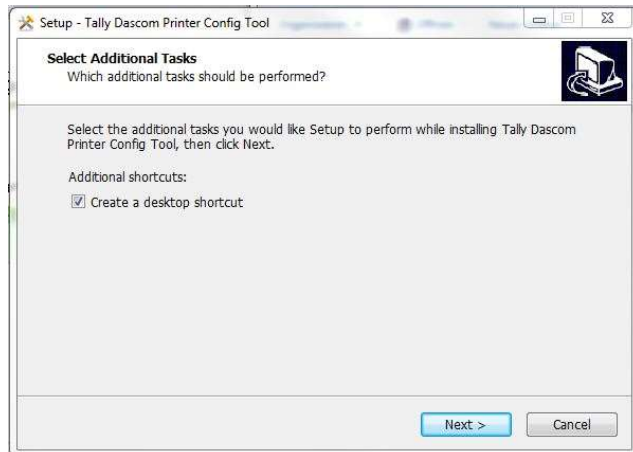 Setup - Tally Dascom Printer Config Tool
Select Additional Tasks
Which additional tasks should be performed?
Select the additional tasks you would like Setup to perform while installing Tally Dascom
Printer Config Tool, then click Next.
Additional shortcuts:
Create a desktop shortcut
Next >
Cancel